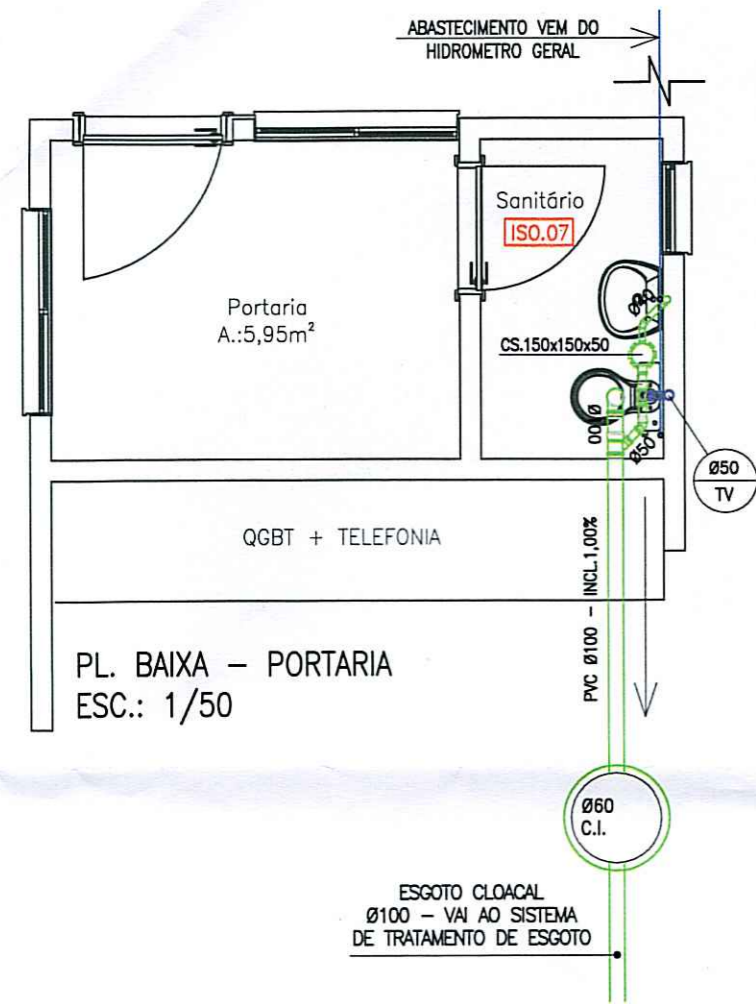 ABASTECIMENTO VEM DO
HIDROMETRO GERAL
Sanitário
ISO.07
Portaria
A.:5,95m²
Ø20
CS.150x150x50
Ø50
Ø50
TV
QGBT + TELEFONIA
PVC Ø100 - INCL.1,00%
PL. BAIXA - PORTARIA
ESC.: 1/50
Ø60
C.I.
ESGOTO CLOACAL
Ø100 - VAI AO SISTEMA
DE TRATAMENTO DE ESGOTO